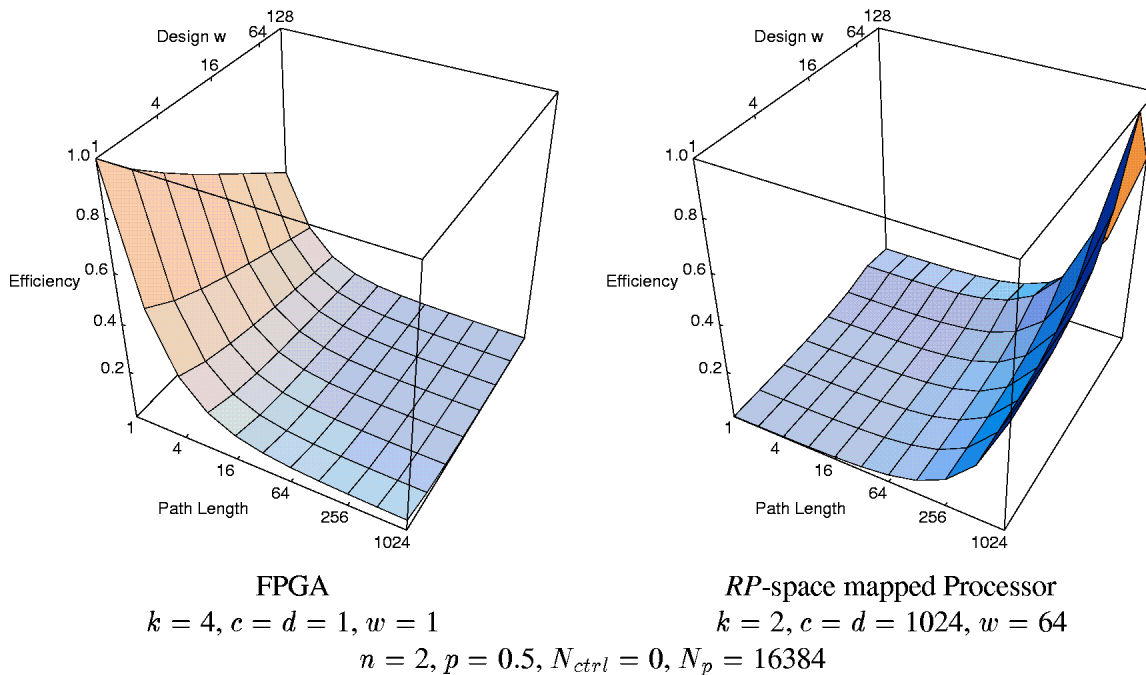 Design w
128
64
16
4
1
1.0
0.8
0.6
Efficiency
0.4
0.2
1
4
16
64
256
1024
Path Length
Design w
128
64
16
4
1
1.0
0.8
0.6
Efficiency
0.4
0.2
1
4
16
64
256
1024
Path Length
FPGA
k = 4, c = d = 1, w = 1
RP-space mapped Processor
k = 2, c = d = 1024, w = 64
n = 2, p = 0.5, N_ctrl = 0, N_p = 16384